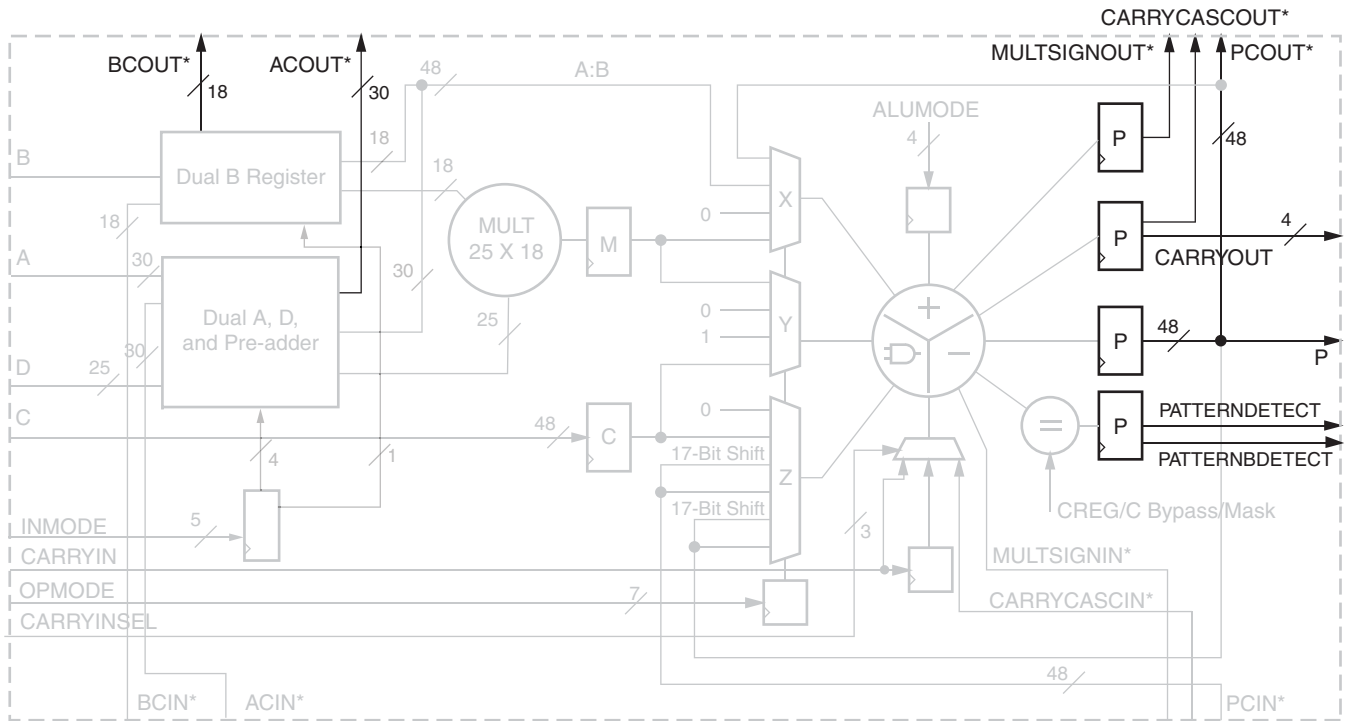 CARRYCASCOUT*
BCOUT*
ACOUT*
MULTSIGNOUT*
PCOUT*
18
30
48
A:B
ALUMODE
4
48
P
B
Dual B Register
18
18
18
MULT
25 X 18
M
0
X
P
4
CARRYOUT
A
30
30
Dual A, D,
and Pre-adder
25
0
1
Y
P
48
P
D
25
30
C
48
C
0
17-Bit Shift
17-Bit Shift
Z
P
PATTERNDETECT
PATTERNBDETECT
4
1
CREG/C Bypass/Mask
INMODE
5
3
CARRYIN
MULTSIGNIN*
OPMODE
7
CARRYCASCIN*
CARRYINSEL
48
BCIN*
ACIN*
PCIN*